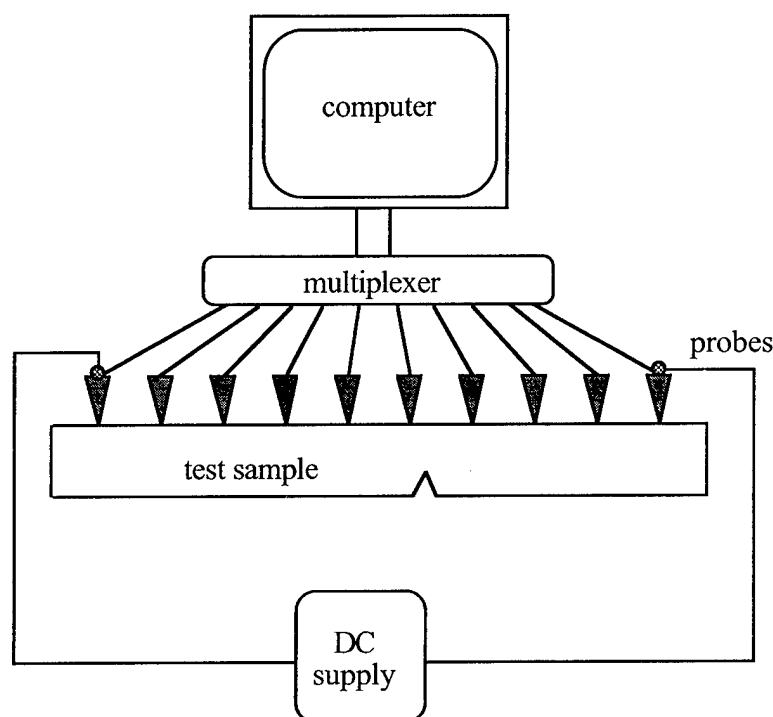 computer
multiplexer
probes
test sample
DC
supply